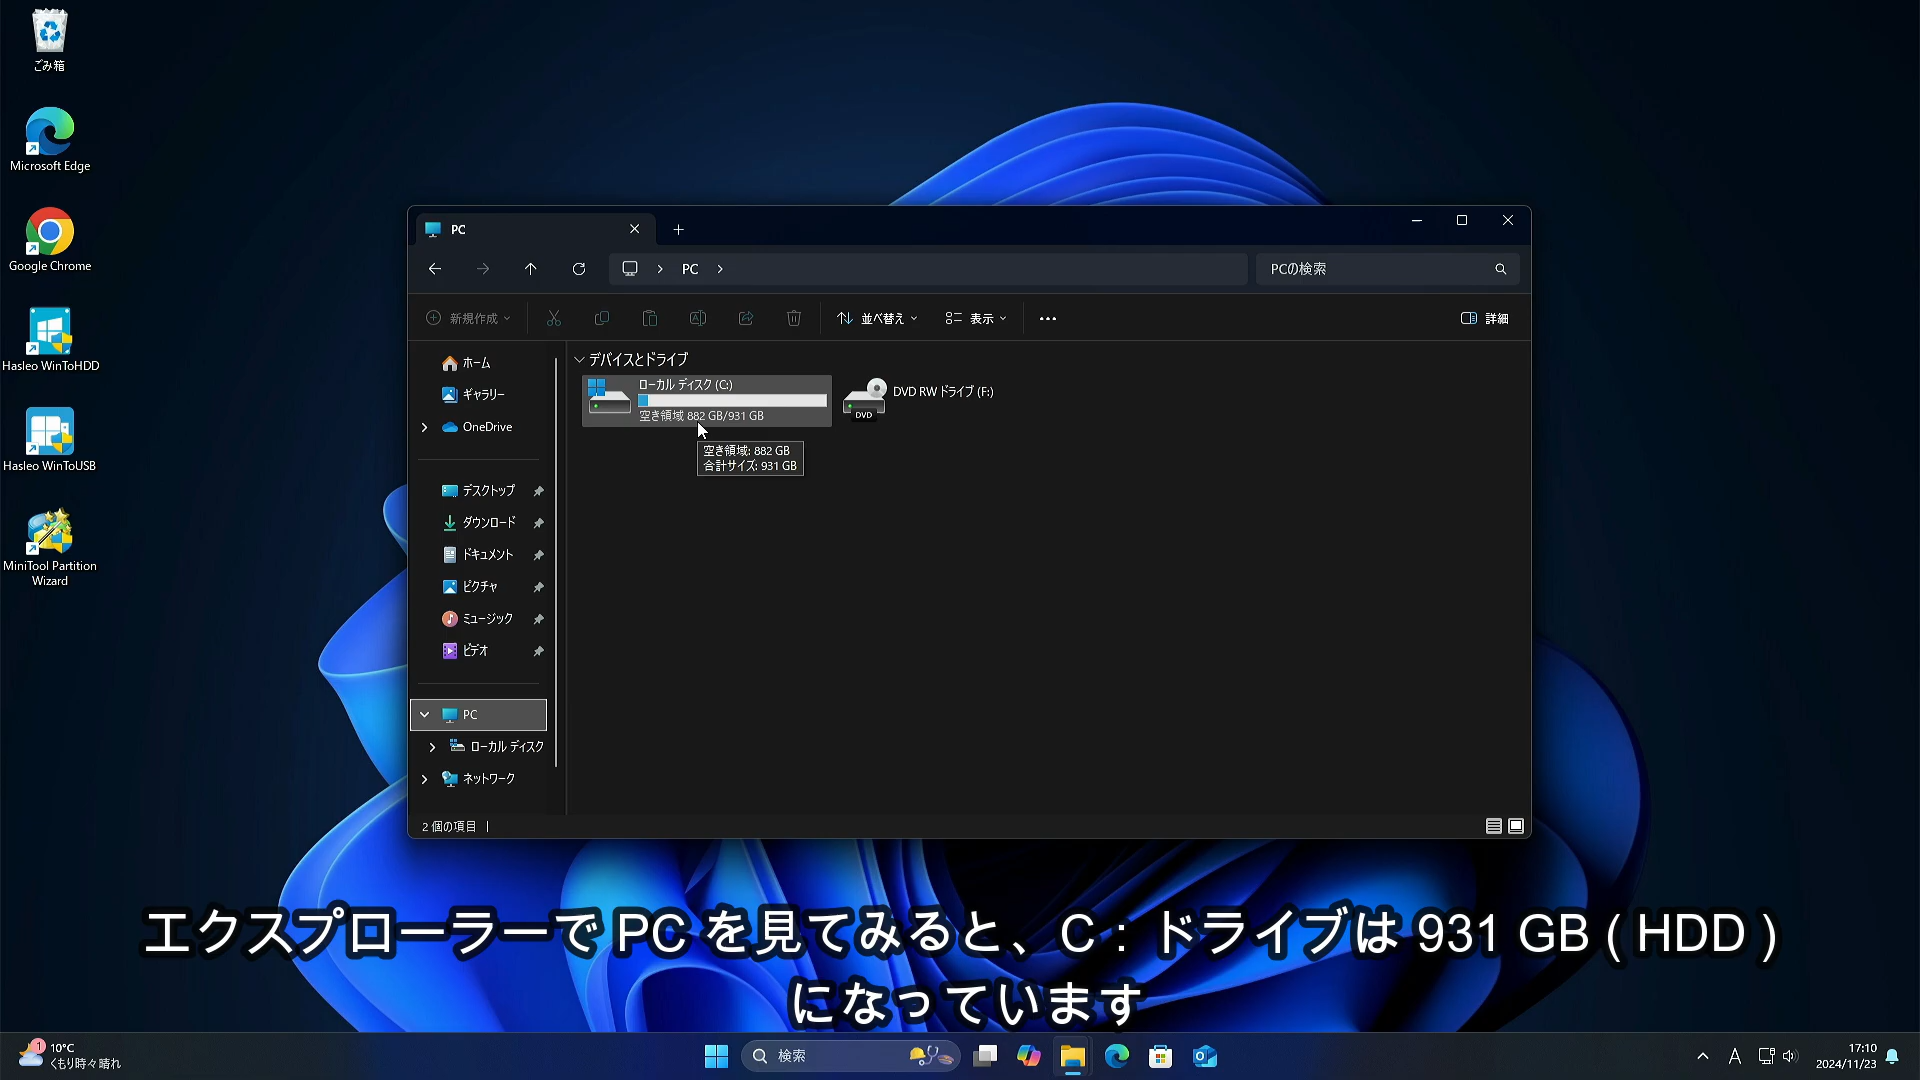 ごみ箱
Microsoft Edge
Google Chrome
Hasleo WinToHDD
Hasleo WinToUSB
MiniTool Partition
Wizard
PC
PC
PCの検索
新規作成
並べ替え
表示
詳細
ホーム
ギャラリー
OneDrive
デスクトップ
ダウンロード
ドキュメント
ピクチャ
ミュージック
ビデオ
PC
ローカル ディスク
ネットワーク
デバイスとドライブ
ローカル ディスク (C:)
空き領域 882 GB/931 GB
DVD
DVD RW ドライブ (F:)
空き領域: 882 GB
合計サイズ: 931 GB
2 個の項目
エクスプローラーで PC を見てみると、C：ドライブは 931 GB ( HDD )
になっています
1
10°C
くもり時々晴れ
検索
A
17:10
2024/11/23